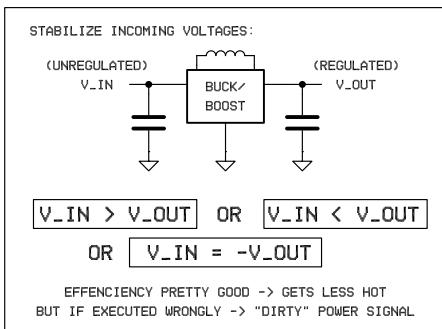 STABILIZE INCOMING VOLTAGES:
(UNREGULATED) (REGULATED)
V_IN BUCK/ V_OUT
BOOST
V_IN > V_OUT OR V_IN < V_OUT
OR V_IN = -V_OUT
EFFENCIENCY PRETTY GOOD -> GETS LESS HOT
BUT IF EXECUTED WRONGLY -> "DIRTY" POWER SIGNAL